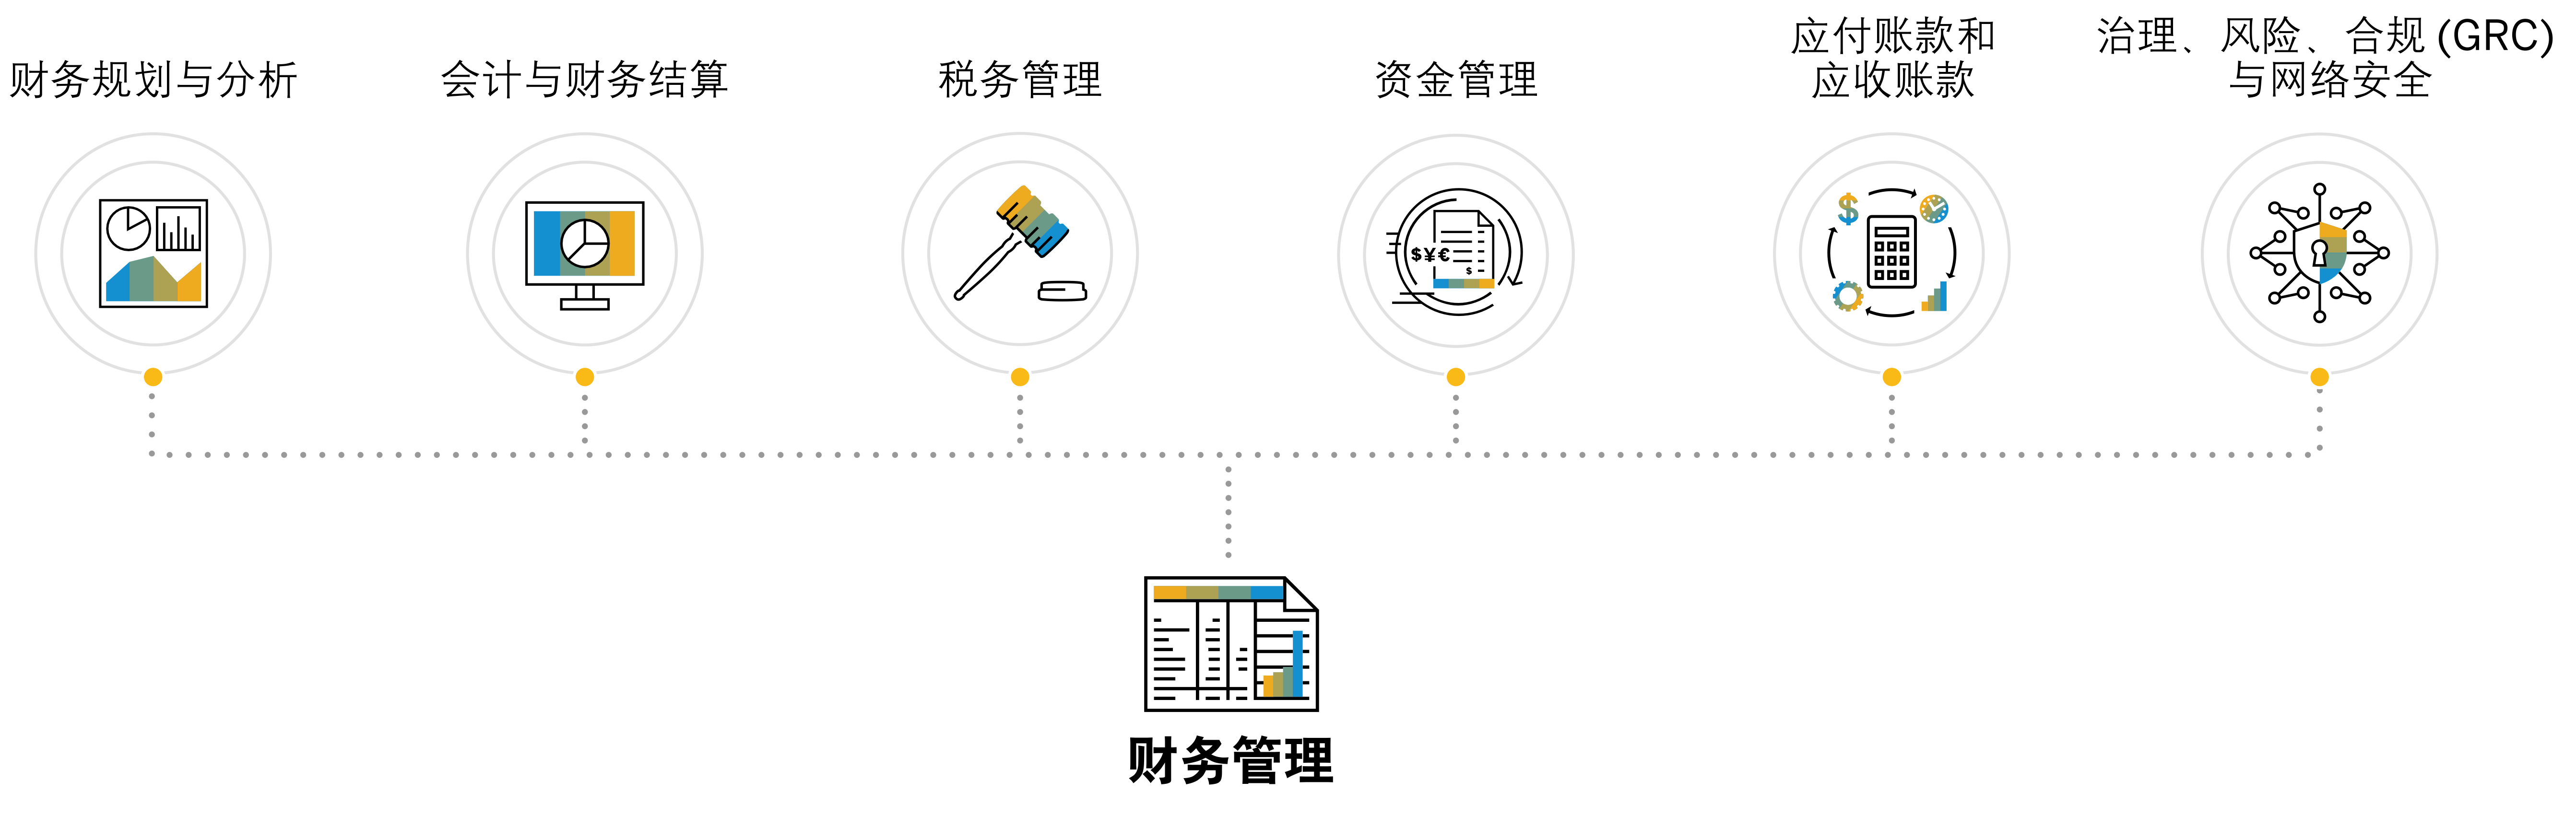 财务规划与分析
会计与财务结算
税务管理
资金管理
应付账款和
应收账款
治理、风险、合规 (GRC)
与网络安全
$¥€
$
$
财务管理